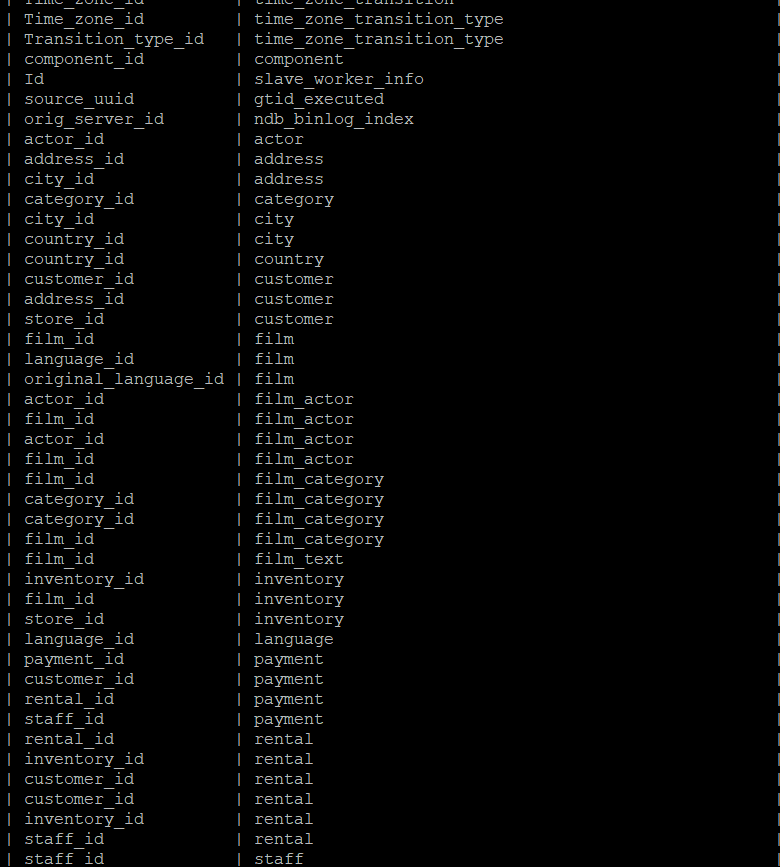 | Time_zone_id | time_zone_transition
| Time_zone_id | time_zone_transition_type
| Transition_type_id | time_zone_transition_type
| component_id | component
| Id | slave_worker_info
| source_uuid | gtid_executed
| orig_server_id | ndb_binlog_index
| actor_id | actor
| address_id | address
| city_id | address
| category_id | category
| city_id | city
| country_id | city
| country_id | country
| customer_id | customer
| address_id | customer
| store_id | customer
| film_id | film
| language_id | film
| original_language_id | film
| actor_id | film_actor
| film_id | film_actor
| actor_id | film_actor
| film_id | film_actor
| film_id | film_category
| category_id | film_category
| category_id | film_category
| film_id | film_category
| film_id | film_text
| inventory_id | inventory
| film_id | inventory
| store_id | inventory
| language_id | language
| payment_id | payment
| customer_id | payment
| rental_id | payment
| staff_id | payment
| rental_id | rental
| inventory_id | rental
| customer_id | rental
| customer_id | rental
| inventory_id | rental
| staff_id | rental
| staff_id | staff